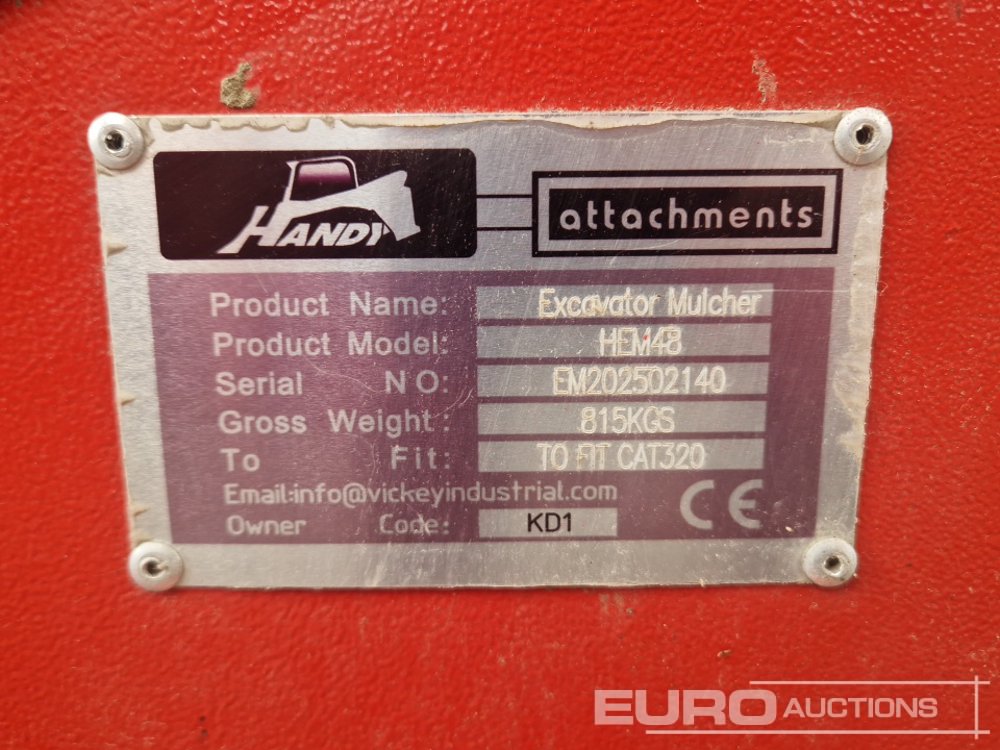 HANDY
attachments
Product Name: Excavator Mulcher
Product Model: HEM48
Serial NO: EM202502140
Gross Weight: 815KGS
To Fit: TO FIT CAT320
Email:info@vickeyindustrial.com
Owner Code: KD1
CE
EURO AUCTIONS